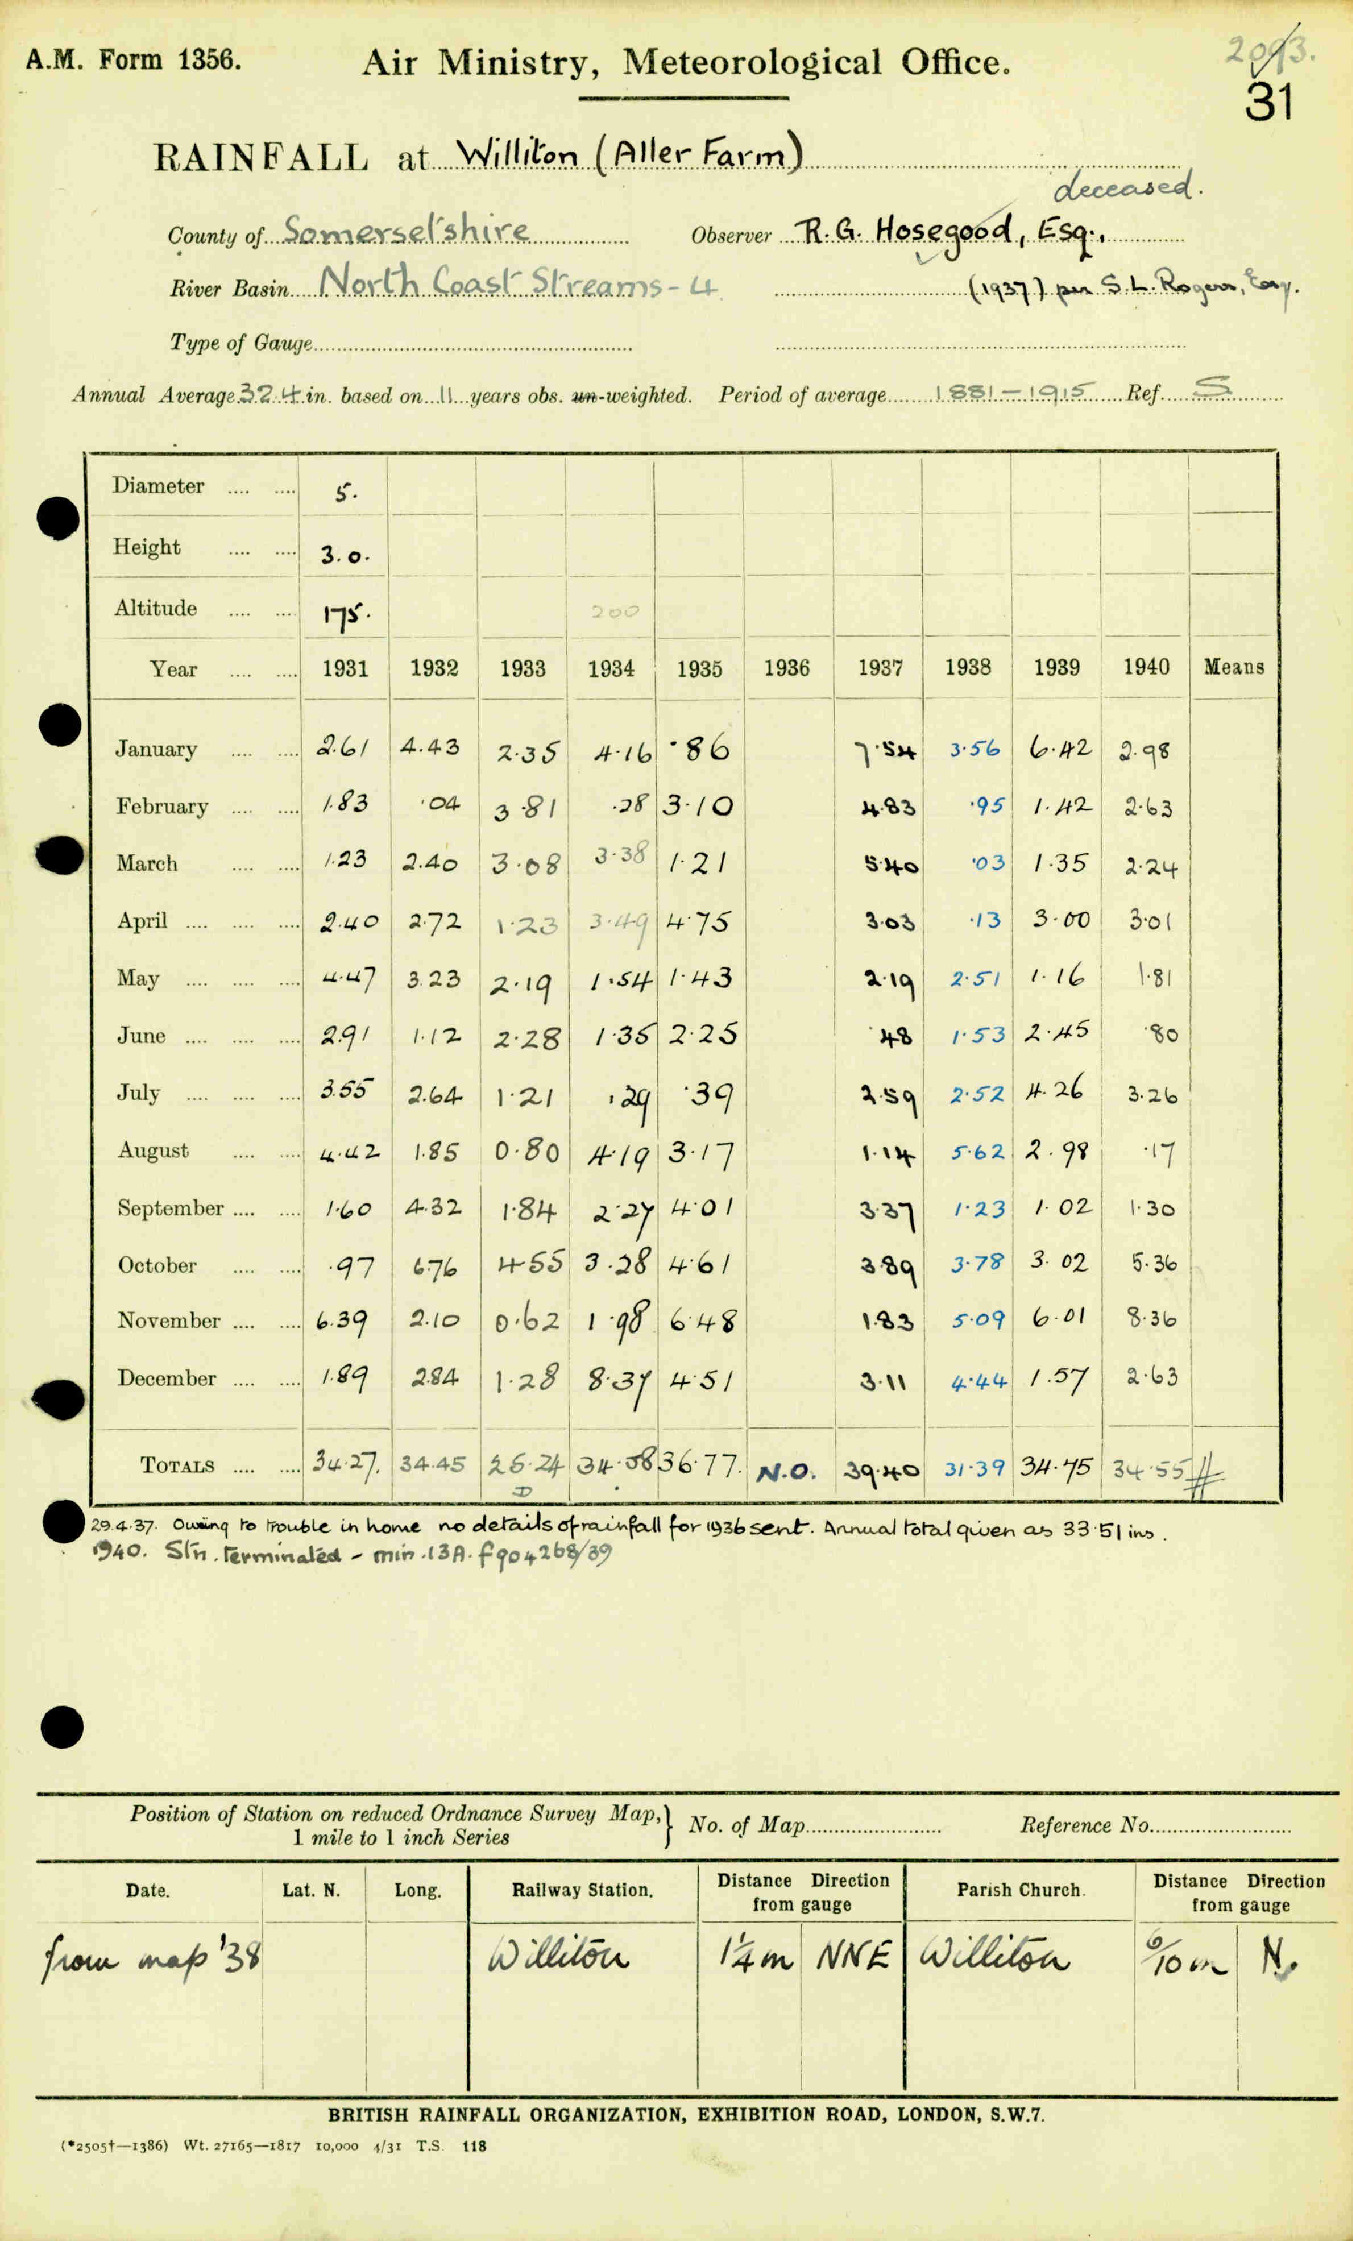 A.M. Form 1356.
Air Ministry, Meteorological Office.
2093.
31
RAINFALL at Williton (Aller Farm)
deceased.
County of Somersetshire Observer R. G. Hosegood, Esq.,
River Basin North Coast Streams - 4 (1937) per S. L. Rogers, Esq.
Type of Gauge
Annual Average 32.4 in. based on 11 years obs. un-weighted. Period of average 1881-1915 Ref. S
Diameter .... .... 5.
Height .... .... 3.0.
Altitude .... .... 175. 200
Year .... .... 1931 1932 1933 1934 1935 1936 1937 1938 1939 1940 Means
January .... .... 2.61 4.43 2.35 4.16 .86 7.54 3.56 6.42 2.98
February .... .... 1.83 .04 3.81 .28 3.10 4.83 .95 1.42 2.63
March .... .... 1.23 2.40 3.08 3.38 1.21 5.40 .03 1.35 2.24
April .... .... .... 2.40 2.72 1.23 3.49 4.75 3.03 .13 3.00 3.01
May .... .... .... 4.47 3.23 2.19 1.54 1.43 2.19 2.51 1.16 1.81
June .... .... .... 2.91 1.12 2.28 1.35 2.25 .48 1.53 2.45 .80
July .... .... .... 3.55 2.64 1.21 .29 .39 2.59 2.52 4.26 3.26
August .... .... 4.42 1.85 0.80 4.19 3.17 1.14 5.62 2.98 .17
September .... .... 1.60 4.32 1.84 2.27 4.01 3.37 1.23 1.02 1.30
October .... .... .97 6.76 4.55 3.28 4.61 3.89 3.78 3.02 5.36
November .... .... 6.39 2.10 0.62 1.98 6.48 1.83 5.09 6.01 8.36
December .... .... 1.89 2.84 1.28 8.37 4.51 3.11 4.44 1.57 2.63
TOTALS .... .... 34.27. 34.45 25.24 34.58 36.77. N.O. 39.40 31.39 34.75 34.55 #
D
29.4.37. Owing to trouble in home no details of rainfall for 1936 sent. Annual total given as 33.51 ins.
1940. Stn. terminated - min. 13A. f904268/39
Position of Station on reduced Ordnance Survey Map,} No. of Map Reference No.
1 mile to 1 inch Series
Date. Lat. N. Long. Railway Station. Distance Direction from gauge Parish Church. Distance Direction from gauge
from map '38 Williton 1¼ m NNE Williton 6/10 m N.
BRITISH RAINFALL ORGANIZATION, EXHIBITION ROAD, LONDON, S.W.7.
(*2505†—1386) Wt. 27165—1817 10,000 4/31 T.S. 118